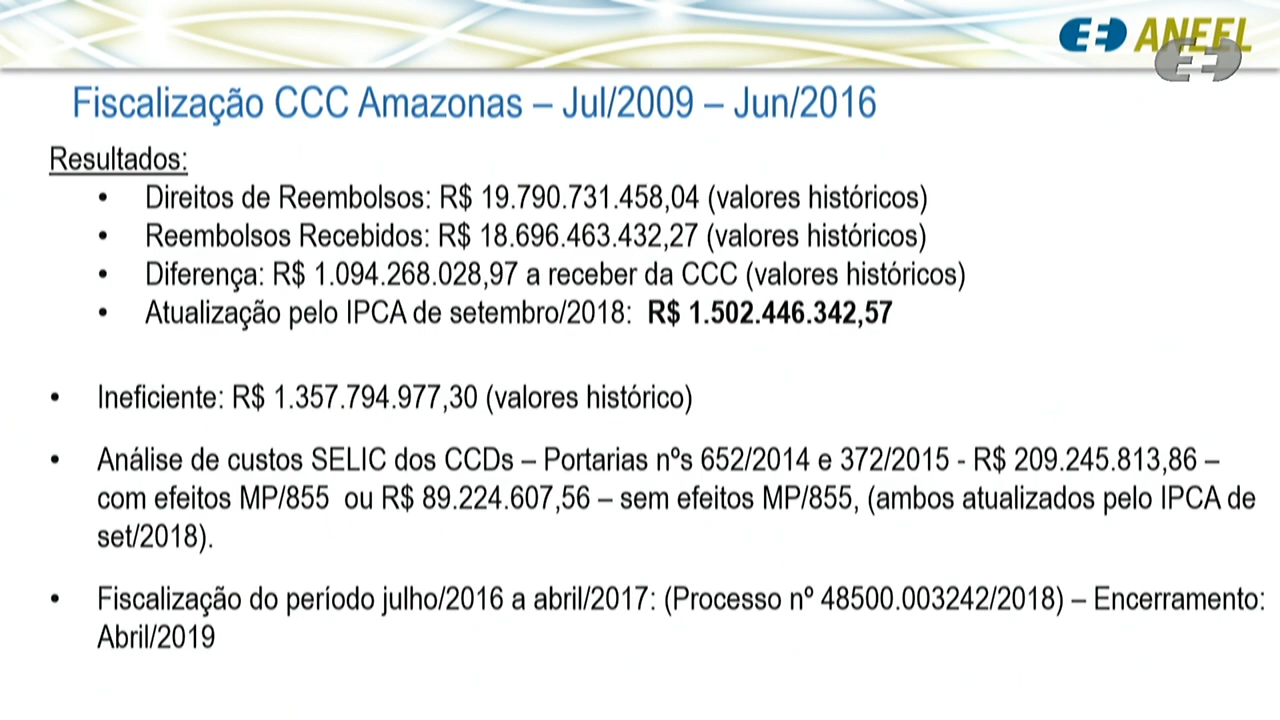 ANEEL
Fiscalização CCC Amazonas – Jul/2009 – Jun/2016
Resultados:
• Direitos de Reembolsos: R$ 19.790.731.458,04 (valores históricos)
• Reembolsos Recebidos: R$ 18.696.463.432,27 (valores históricos)
• Diferença: R$ 1.094.268.028,97 a receber da CCC (valores históricos)
• Atualização pelo IPCA de setembro/2018: R$ 1.502.446.342,57
• Ineficiente: R$ 1.357.794.977,30 (valores histórico)
• Análise de custos SELIC dos CCDs – Portarias nºs 652/2014 e 372/2015 - R$ 209.245.813,86 –
com efeitos MP/855 ou R$ 89.224.607,56 – sem efeitos MP/855, (ambos atualizados pelo IPCA de
set/2018).
• Fiscalização do período julho/2016 a abril/2017: (Processo nº 48500.003242/2018) – Encerramento:
Abril/2019